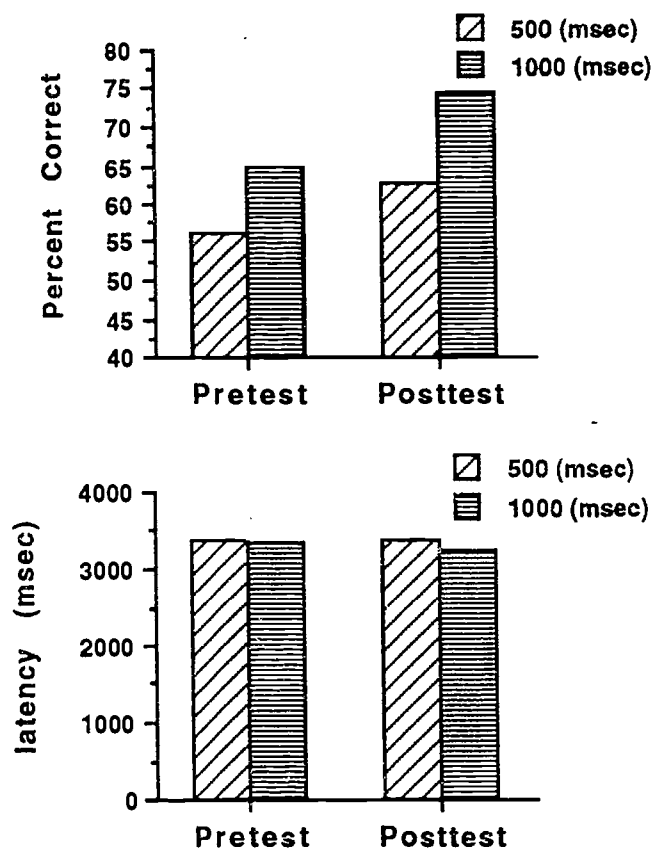 500 (msec)
1000 (msec)
Percent Correct
80
75
70
65
60
55
50
45
40
Pretest Posttest
500 (msec)
1000 (msec)
latency (msec)
4000
3000
2000
1000
0
Pretest Posttest